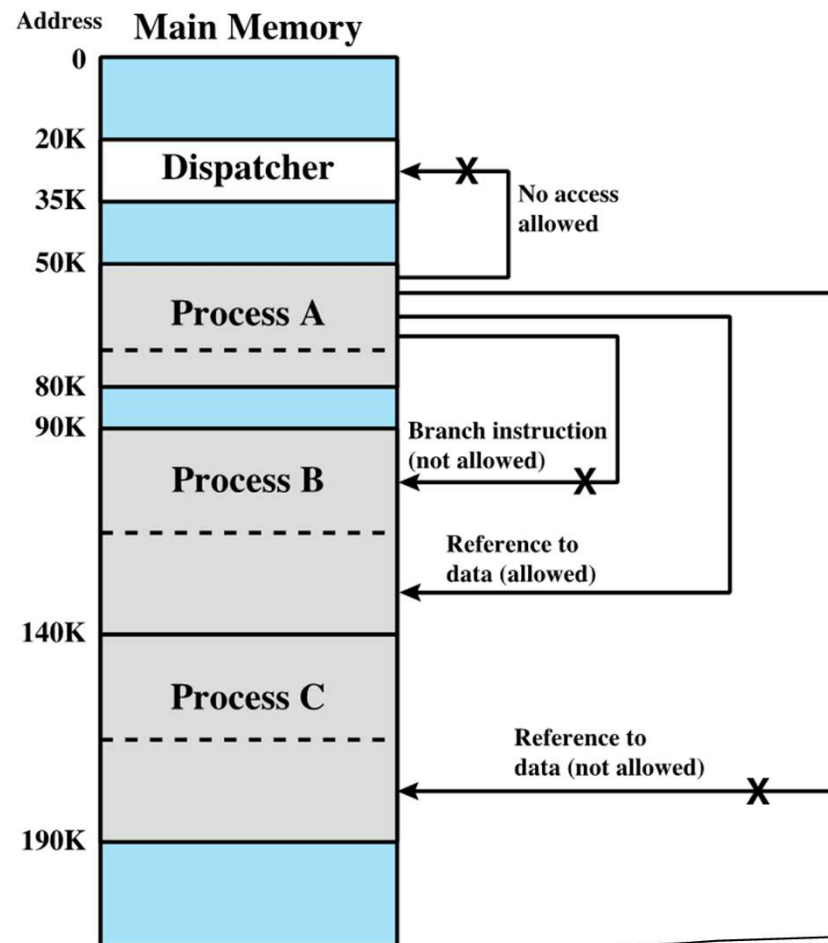 Address
Main Memory
0
20K
Dispatcher
35K
No access
allowed
50K
Process A
80K
90K
Branch instruction
(not allowed)
Process B
Reference to
data (allowed)
140K
Process C
Reference to
data (not allowed)
190K
X
X
X